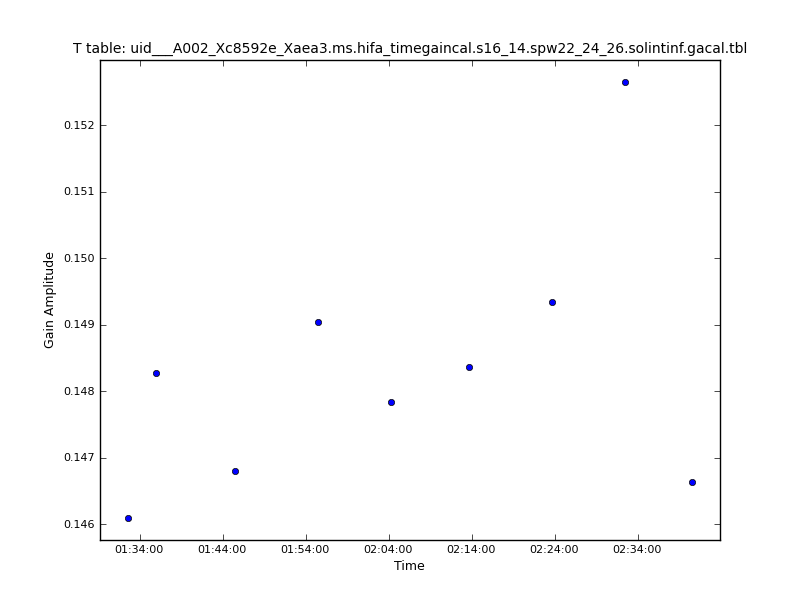 T table: uid___A002_Xc8592e_Xaea3.ms.hifa_timegaincal.s16_14.spw22_24_26.solintinf.gacal.tbl
0.152
0.151
0.150
0.149
0.148
0.147
0.146
Gain Amplitude
01:34:00 01:44:00 01:54:00 02:04:00 02:14:00 02:24:00 02:34:00
Time